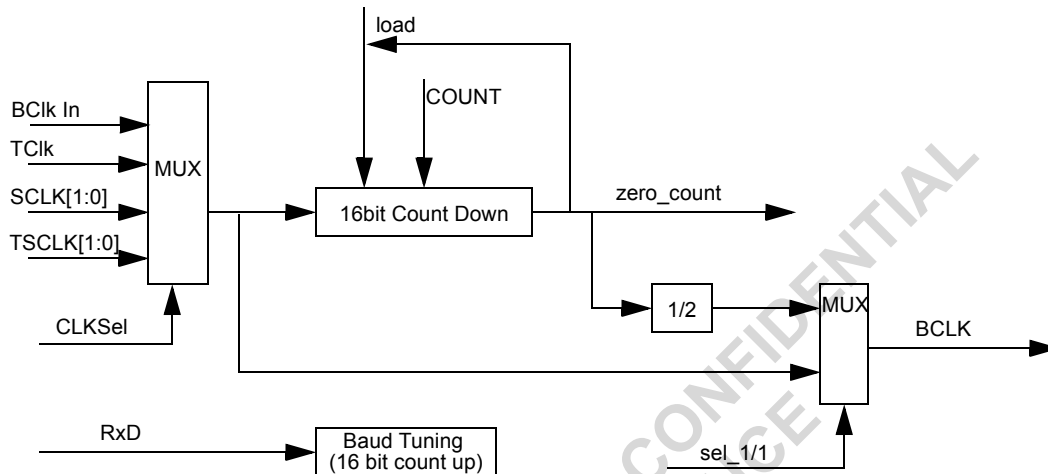 load
BClk In
COUNT
TClk
MUX
SCLK[1:0]
16bit Count Down
zero_count
TSCLK[1:0]
1/2
MUX
CLKSel
BCLK
RxD
Baud Tuning
(16 bit count up)
sel_1/1
CONFIDENTIAL